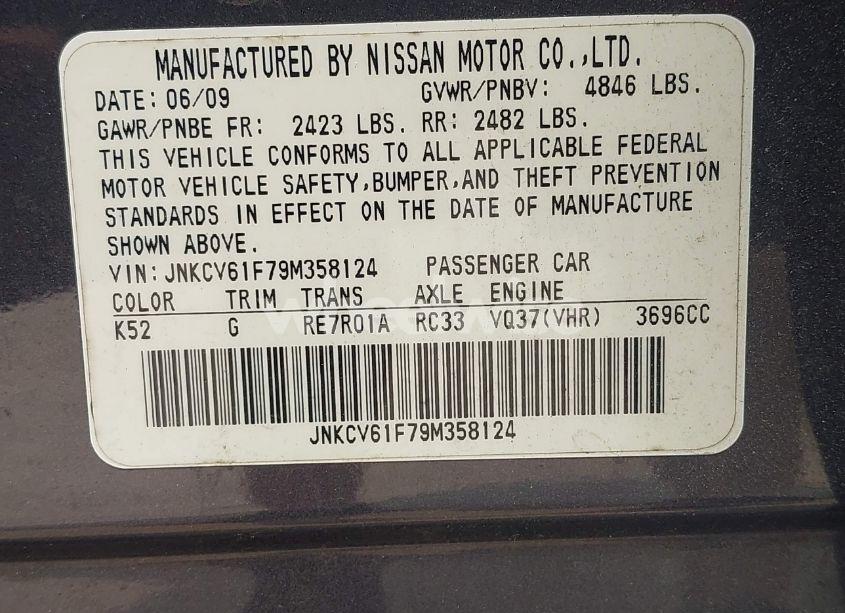 MANUFACTURED BY NISSAN MOTOR CO.,LTD.
DATE: 06/09 GVWR/PNBV: 4846 LBS.
GAWR/PNBE FR: 2423 LBS. RR: 2482 LBS.
THIS VEHICLE CONFORMS TO ALL APPLICABLE FEDERAL
MOTOR VEHICLE SAFETY,BUMPER,AND THEFT PREVENTION
STANDARDS IN EFFECT ON THE DATE OF MANUFACTURE
SHOWN ABOVE.
VIN: JNKCV61F79M358124 PASSENGER CAR
COLOR TRIM TRANS AXLE ENGINE
K52 G RE7R01A RC33 VQ37(VHR) 3696CC
JNKCV61F79M358124